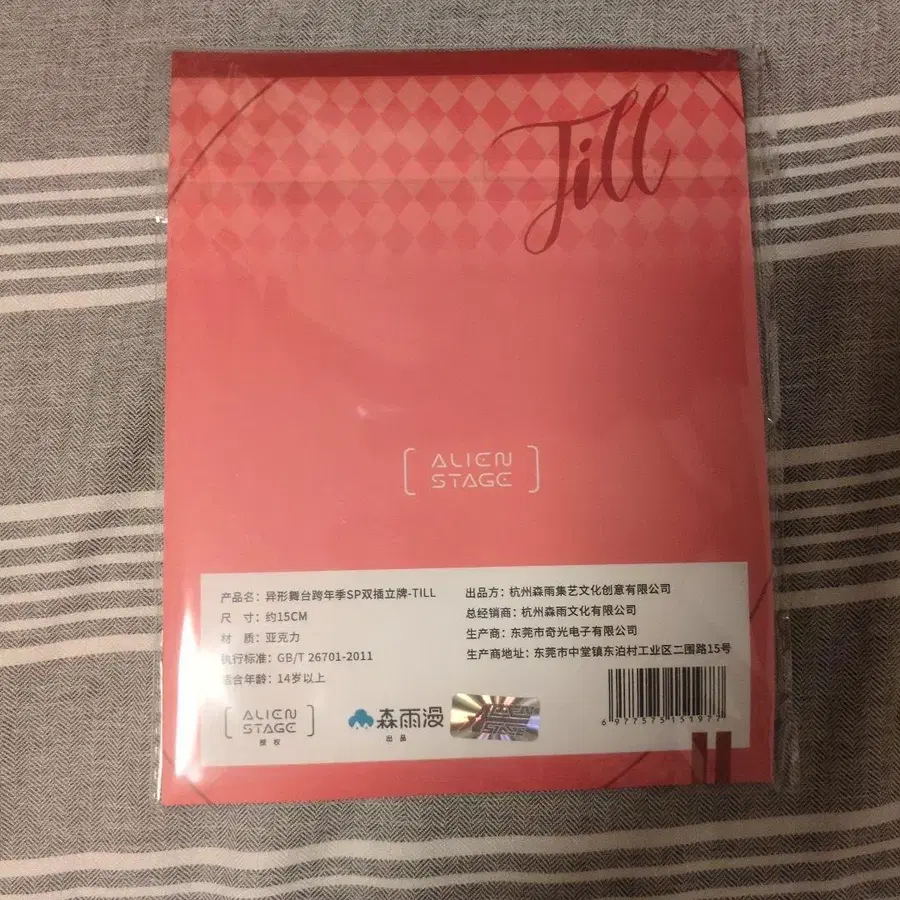 Till
ALIEN
STAGE
产品名：异形舞台跨年季SP双插立牌-TILL
尺 寸：约15CM
材 质：亚克力
执行标准：GB/T 26701-2011
适合年龄：14岁以上
出品方：杭州森雨集艺文化创意有限公司
总经销商：杭州森雨文化有限公司
生产商：东莞市奇光电子有限公司
生产商地址：东莞市中堂镇东泊村工业区二围路15号
ALIEN
STAGE
授权
森雨漫
出品
ALIEN
STAGE
6977575151977